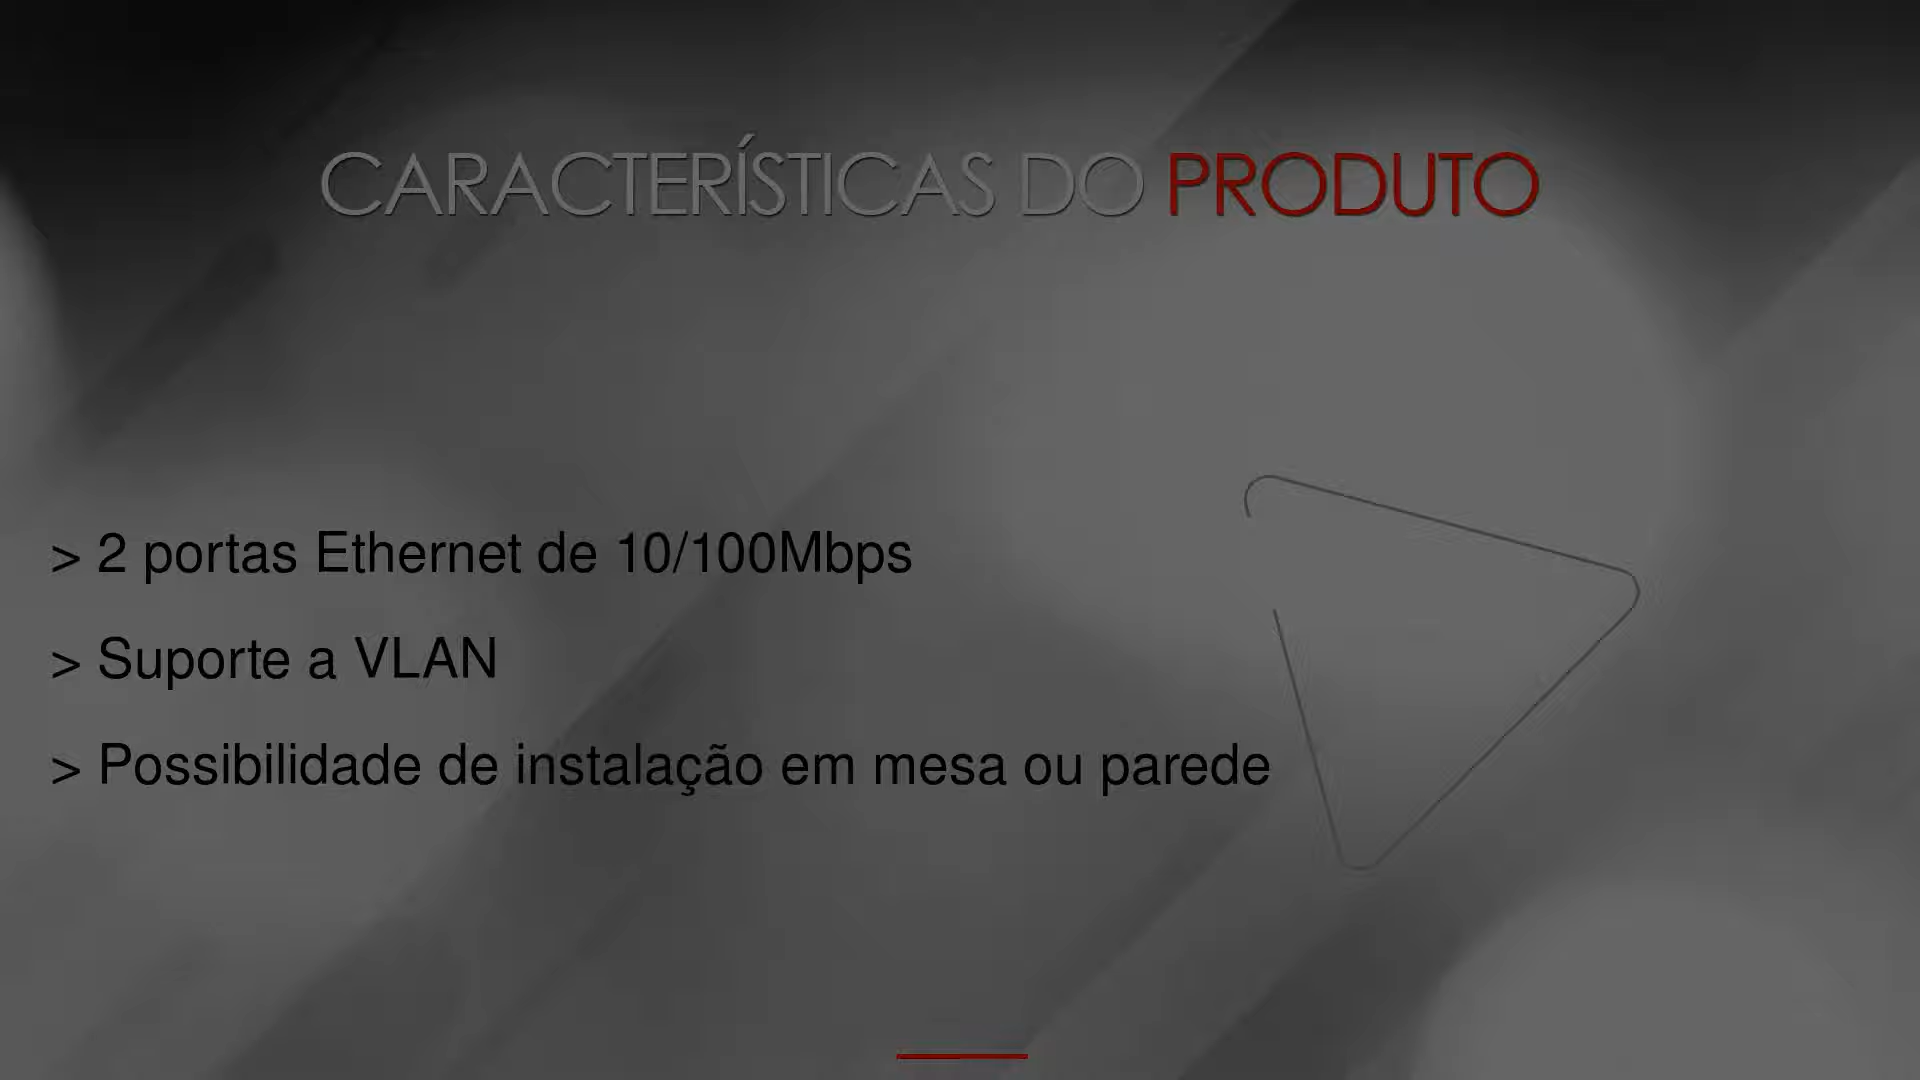 CARACTERÍSTICAS DO PRODUTO
> 2 portas Ethernet de 10/100Mbps
> Suporte a VLAN
> Possibilidade de instalação em mesa ou parede